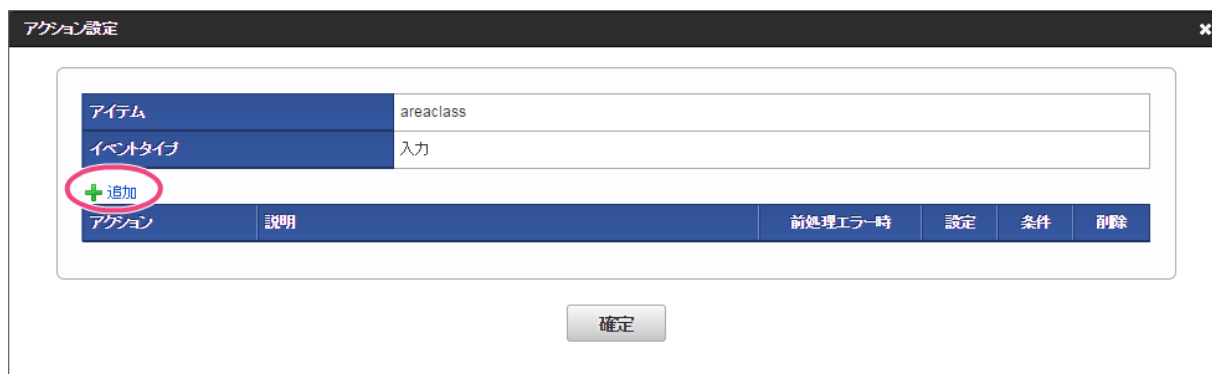 アクション設定
アイテム areaclass
イベントタイプ 入力
追加
アクション 説明 前処理エラー時 設定 条件 削除
確定